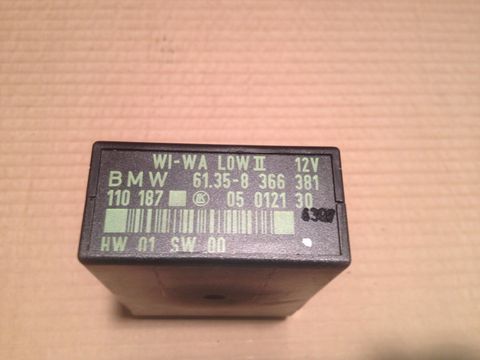 WI-WA LOW II 12V
BMW 61.35-8 366 381
110 187 05 0121 30
HW 01 SW 00